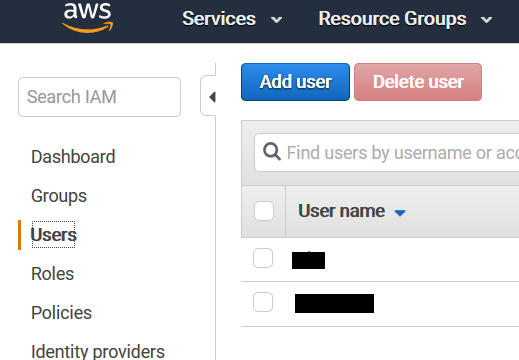 aws
Services
Resource Groups
Search IAM
Dashboard
Groups
Users
Roles
Policies
Identity providers
Add user
Delete user
Find users by username or acc
User name